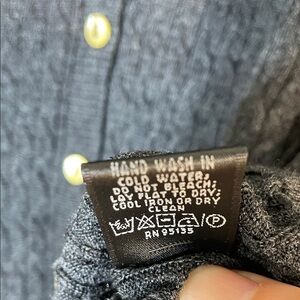 HAND WASH IN
COLD WATER;
DO NOT BLEACH;
LAY FLAT TO DRY;
COOL IRON OR DRY
CLEAN
P
RN 95135